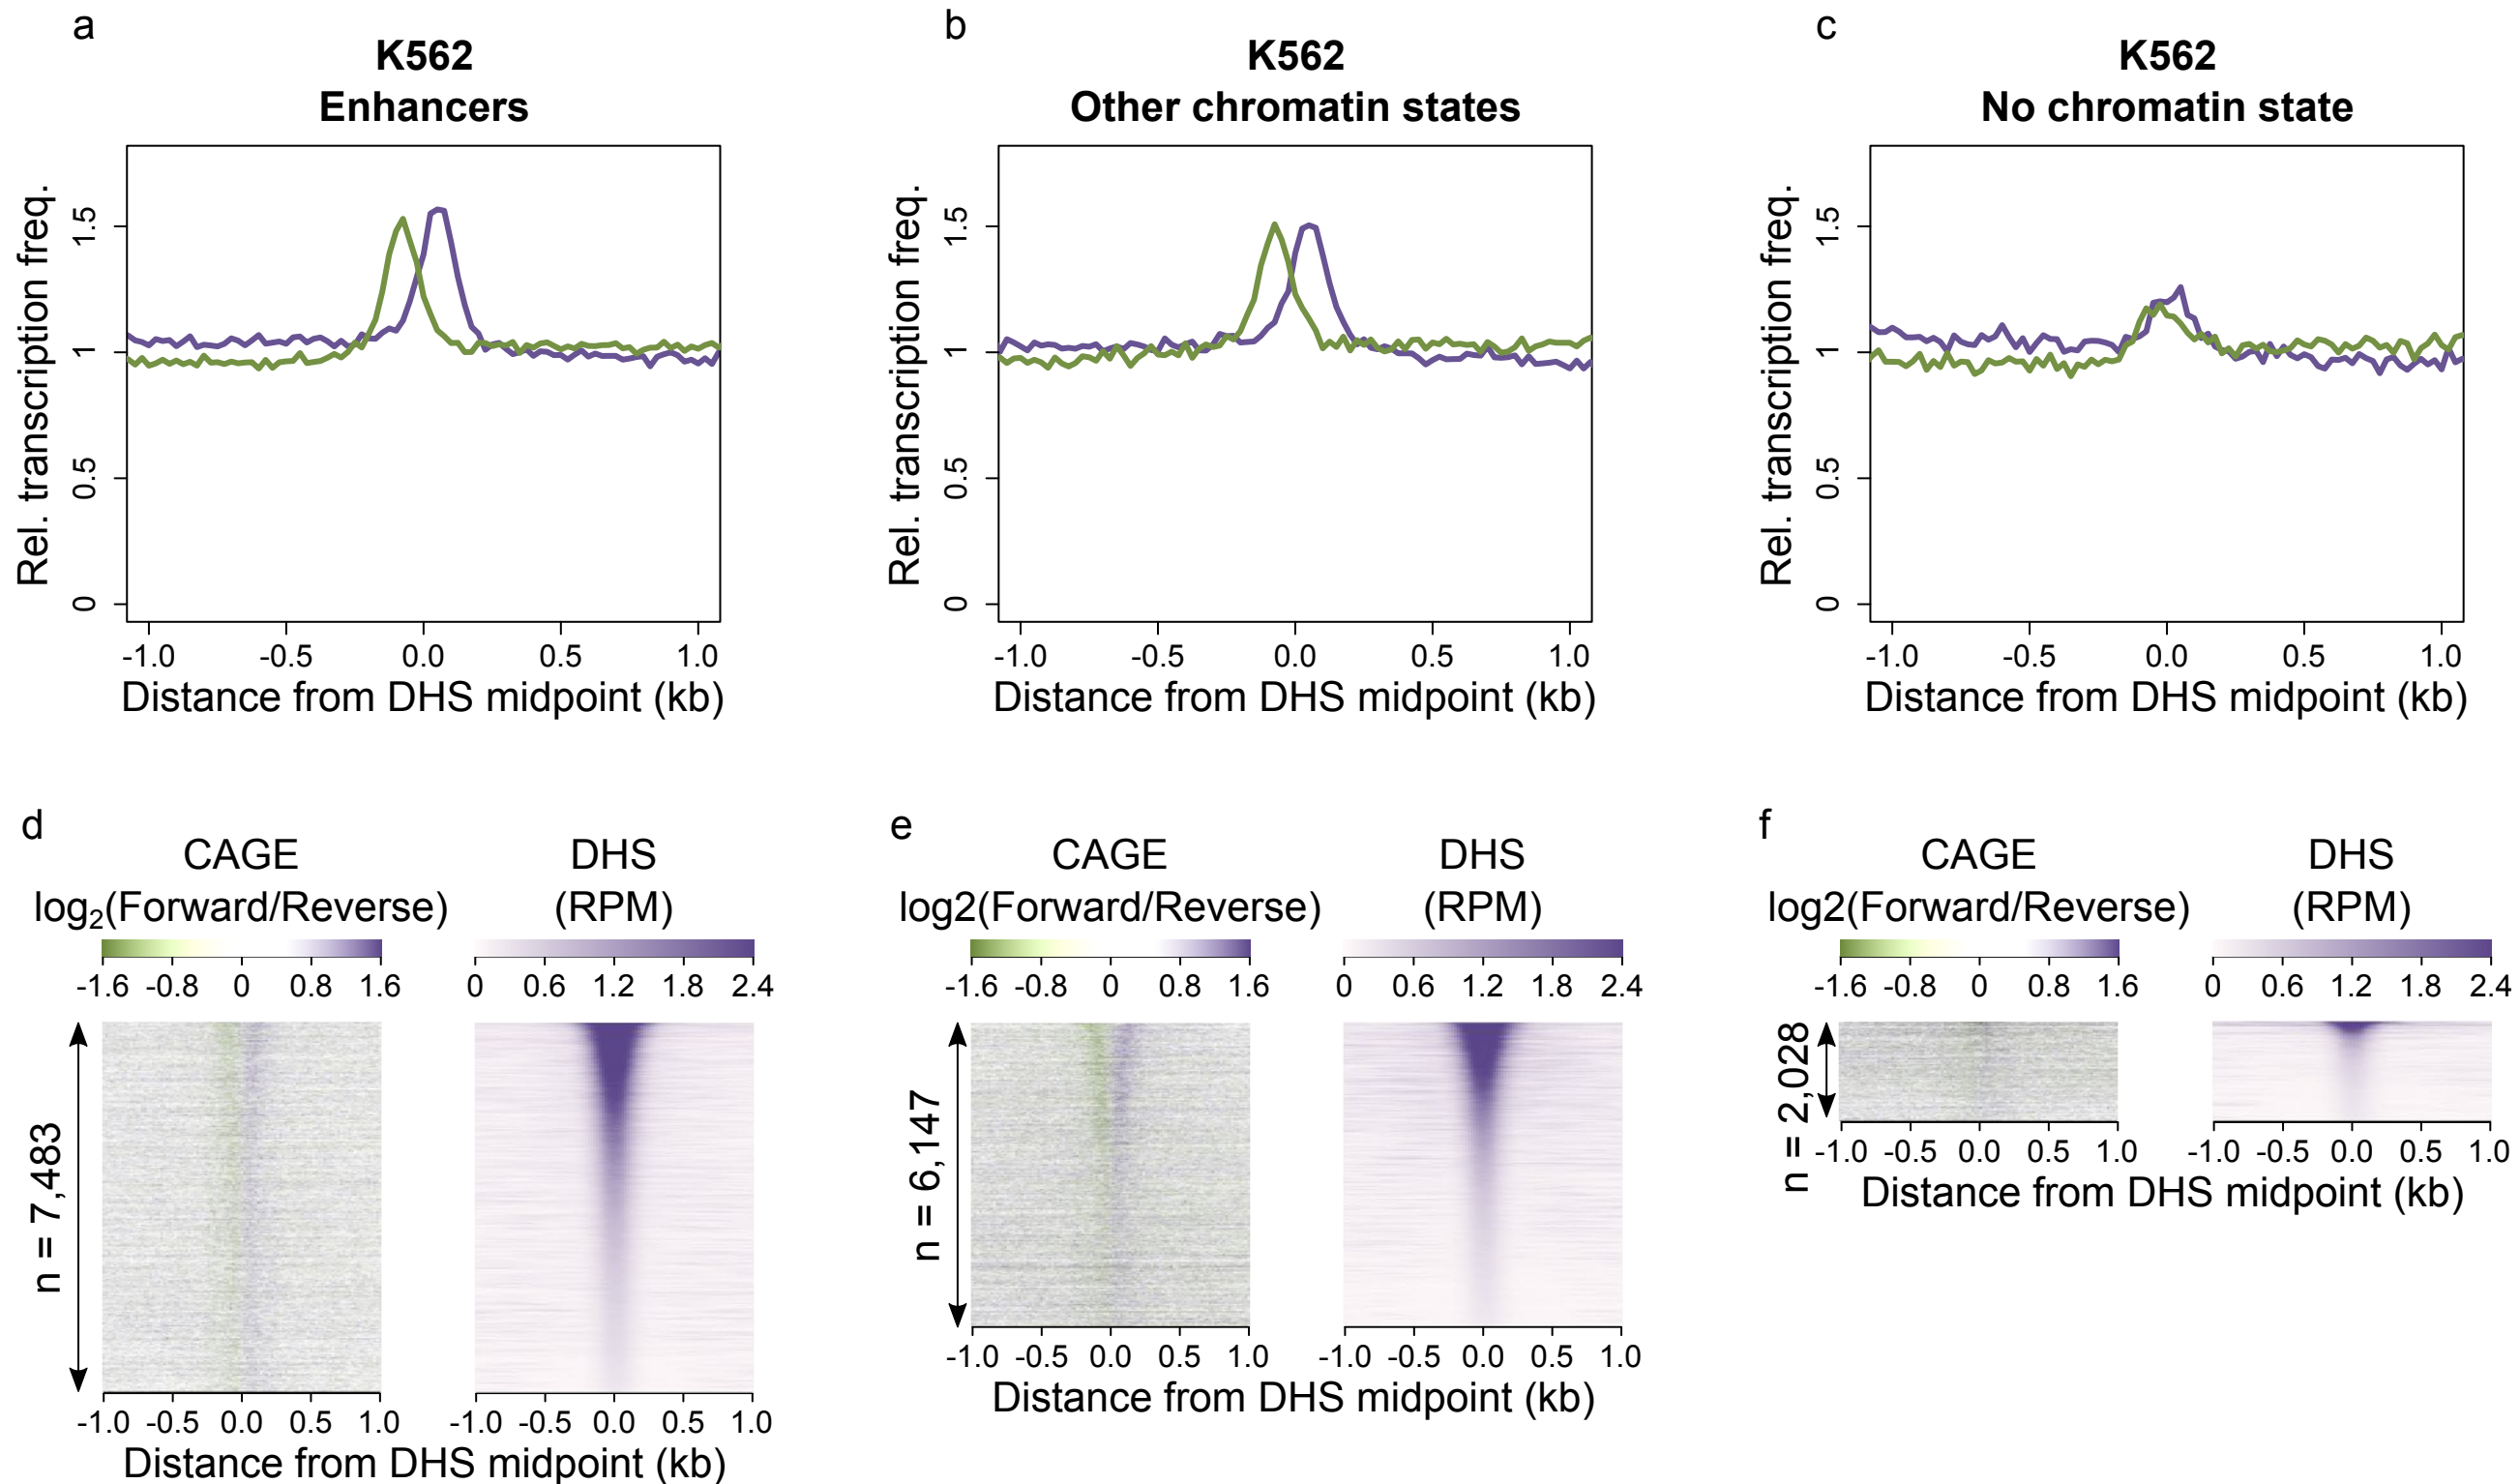 a
K562
Enhancers
Rel. transcription freq.
0 0.5 1 1.5
-1.0 -0.5 0.0 0.5 1.0
Distance from DHS midpoint (kb)
b
K562
Other chromatin states
Rel. transcription freq.
0 0.5 1 1.5
-1.0 -0.5 0.0 0.5 1.0
Distance from DHS midpoint (kb)
c
K562
No chromatin state
Rel. transcription freq.
0 0.5 1 1.5
-1.0 -0.5 0.0 0.5 1.0
Distance from DHS midpoint (kb)
d
CAGE
log₂(Forward/Reverse)
-1.6 -0.8 0 0.8 1.6
DHS
(RPM)
0 0.6 1.2 1.8 2.4
n = 7,483
-1.0 -0.5 0.0 0.5 1.0
-1.0 -0.5 0.0 0.5 1.0
Distance from DHS midpoint (kb)
e
CAGE
log2(Forward/Reverse)
-1.6 -0.8 0 0.8 1.6
DHS
(RPM)
0 0.6 1.2 1.8 2.4
n = 6,147
-1.0 -0.5 0.0 0.5 1.0
-1.0 -0.5 0.0 0.5 1.0
Distance from DHS midpoint (kb)
f
CAGE
log2(Forward/Reverse)
-1.6 -0.8 0 0.8 1.6
DHS
(RPM)
0 0.6 1.2 1.8 2.4
n = 2,028
-1.0 -0.5 0.0 0.5 1.0
-1.0 -0.5 0.0 0.5 1.0
Distance from DHS midpoint (kb)